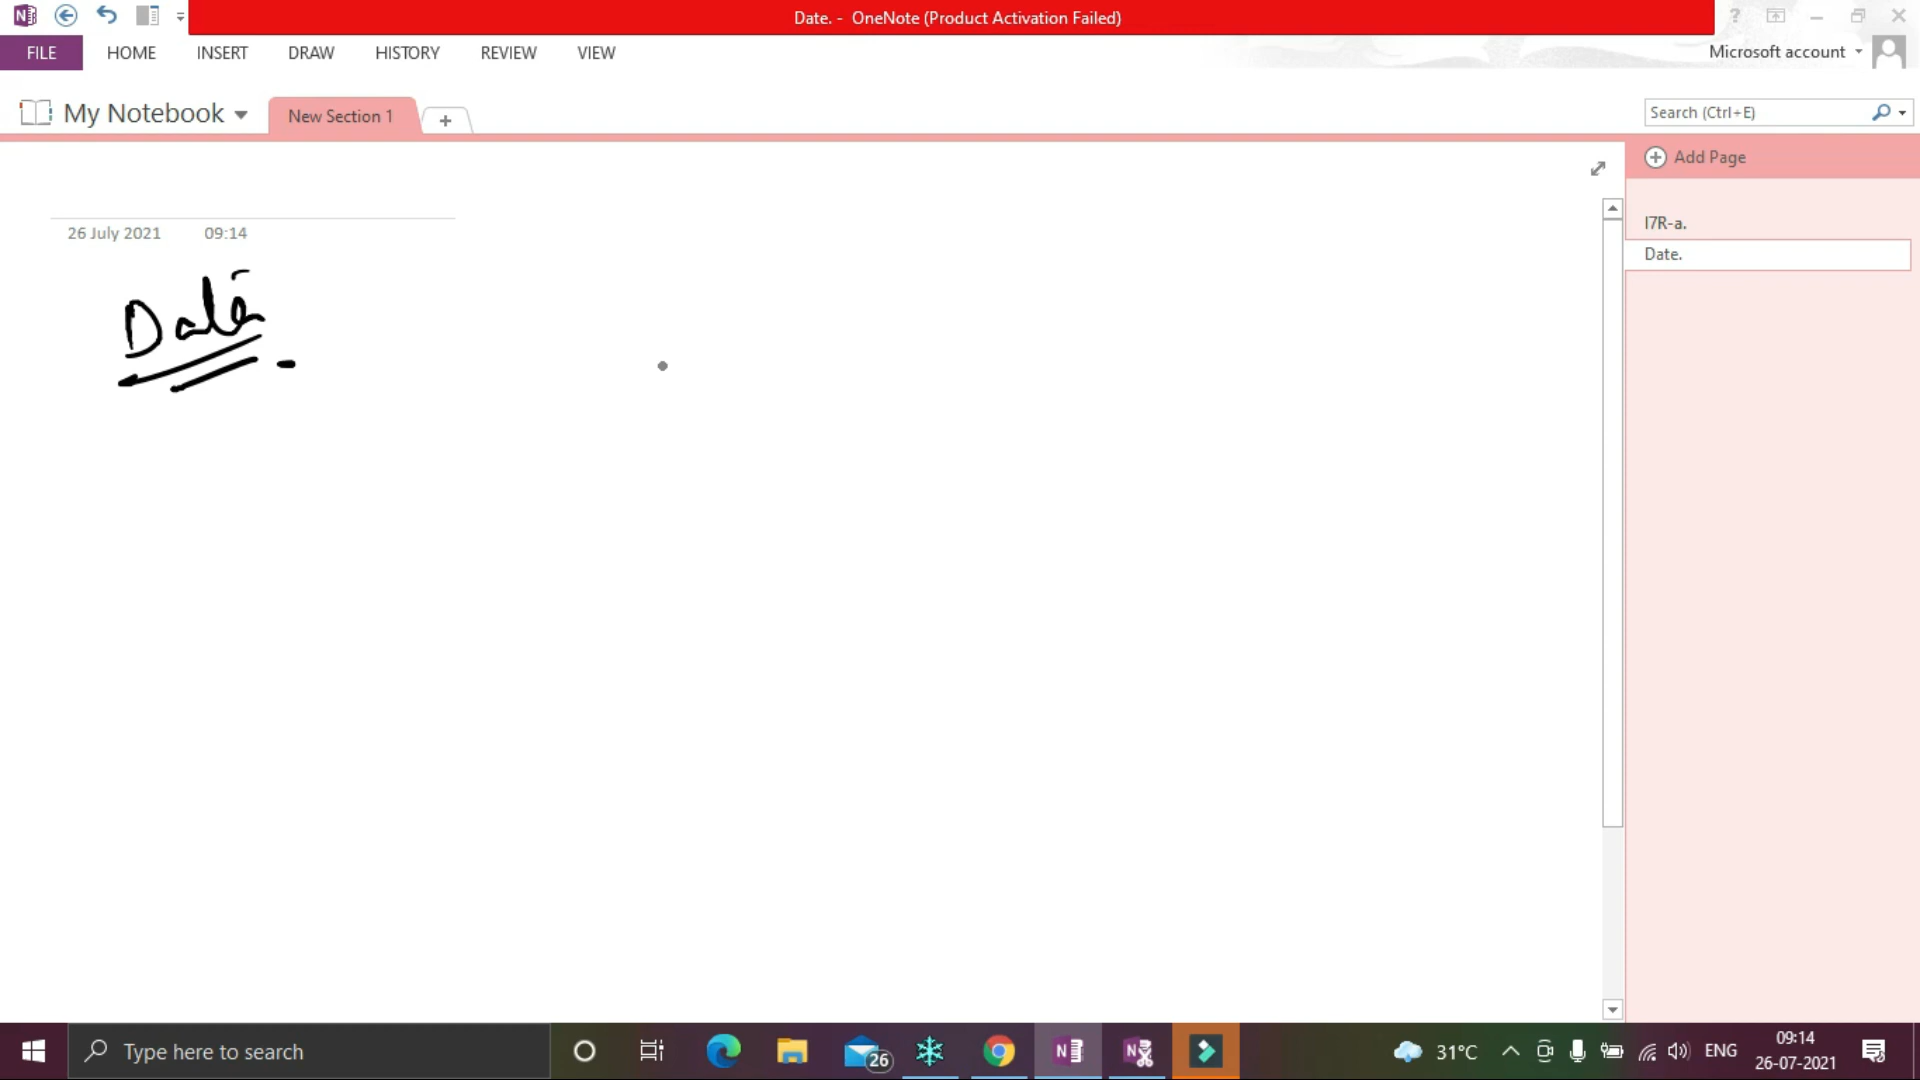 Date. - OneNote (Product Activation Failed)
?
FILE HOME INSERT DRAW HISTORY REVIEW VIEW
Microsoft account
My Notebook
New Section 1
+
Search (Ctrl+E)
Add Page
26 July 2021 09:14
I7R-a.
Date.
Date
Type here to search
26
31°C
ENG
09:14
26-07-2021